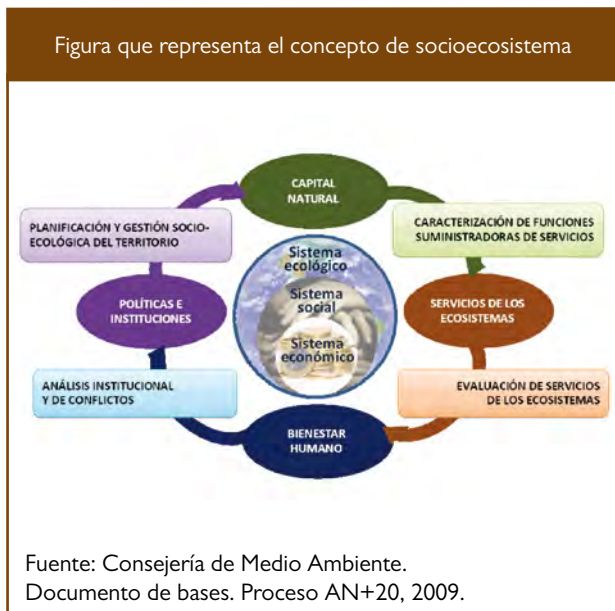 Figura que representa el concepto de socioecosistema
CAPITAL
NATURAL
PLANIFICACIÓN Y GESTIÓN SOCIO-
ECOLÓGICA DEL TERRITORIO
CARACTERIZACIÓN DE FUNCIONES
SUMINISTRADORAS DE SERVICIOS
Sistema
ecológico
Sistema
social
Sistema
económico
POLÍTICAS E
INSTITUCIONES
SERVICIOS DE LOS
ECOSISTEMAS
ANÁLISIS INSTITUCIONAL
Y DE CONFLICTOS
EVALUACIÓN DE SERVICIOS
DE LOS ECOSISTEMAS
BIENESTAR
HUMANO
Fuente: Consejería de Medio Ambiente.
Documento de bases. Proceso AN+20, 2009.